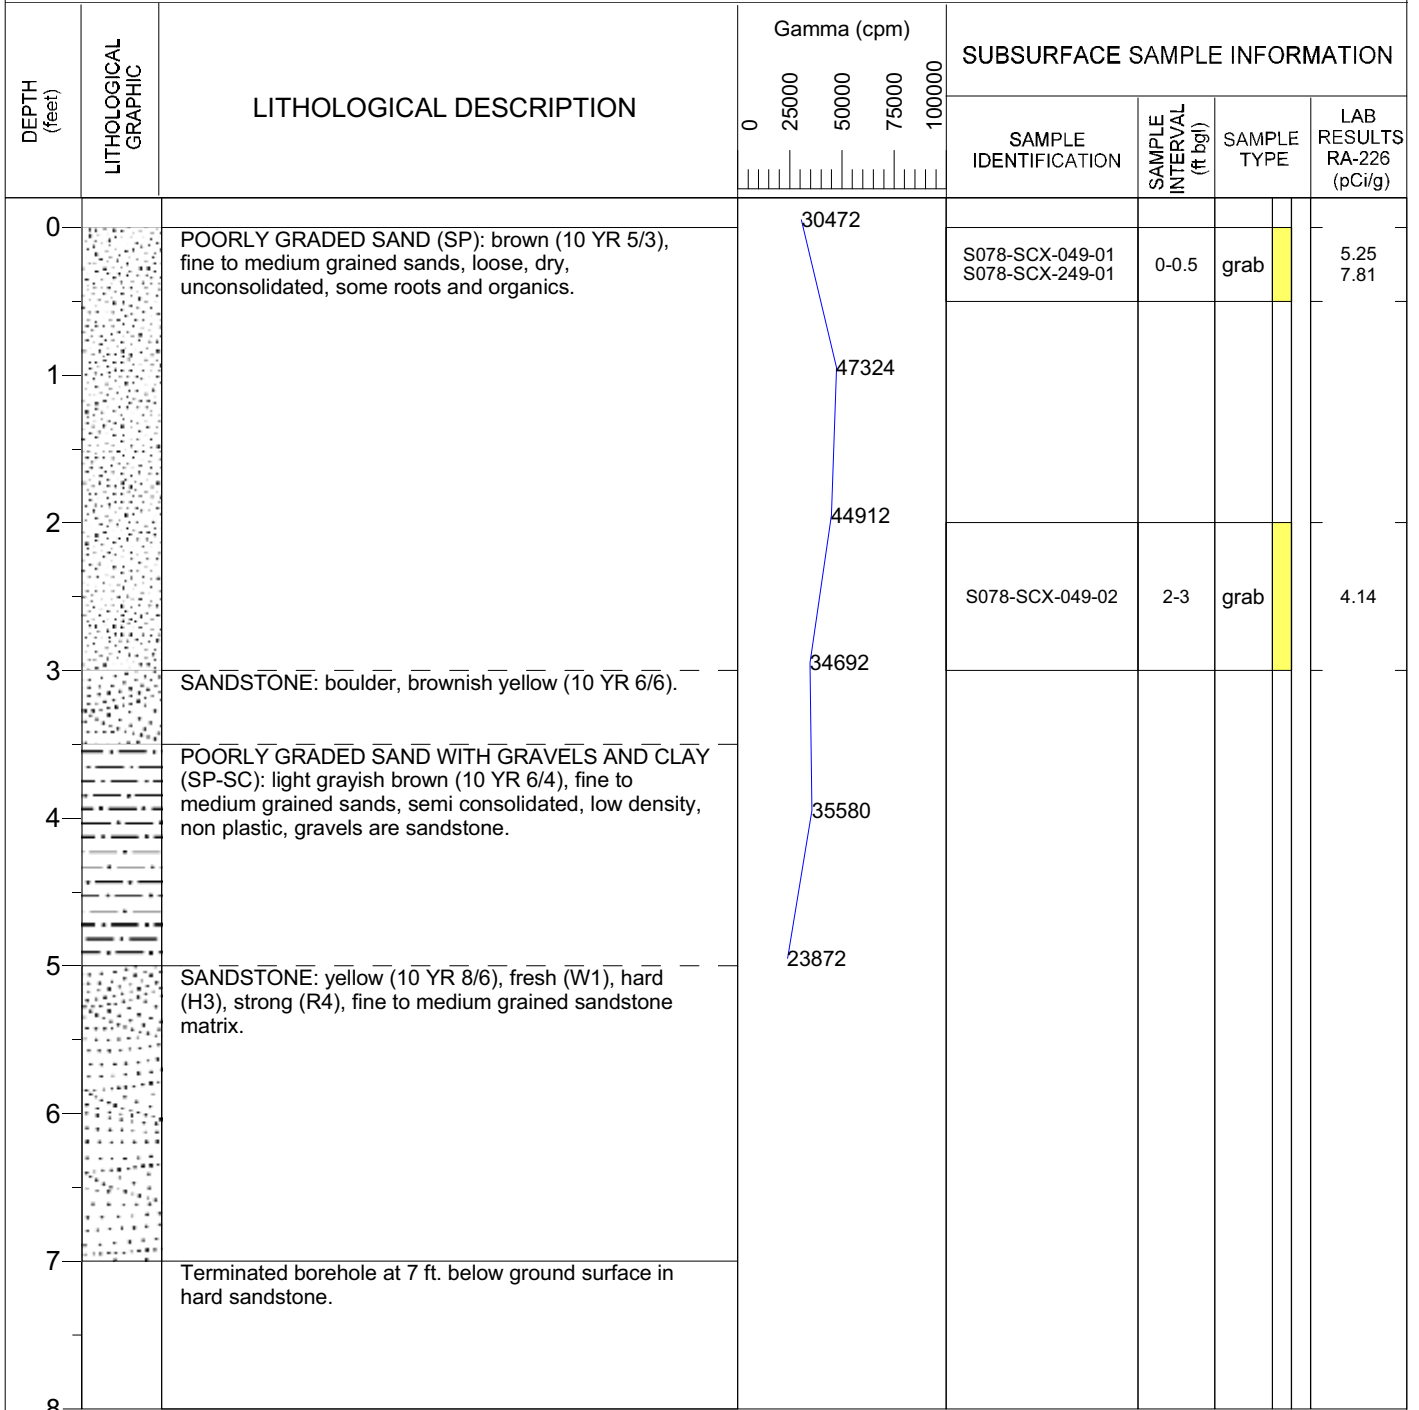 DEPTH
(feet)
LITHOLOGICAL
GRAPHIC
LITHOLOGICAL DESCRIPTION
Gamma (cpm)
0
25000
50000
75000
100000
SUBSURFACE SAMPLE INFORMATION
SAMPLE
IDENTIFICATION
SAMPLE
INTERVAL
(ft bgl)
SAMPLE
TYPE
LAB
RESULTS
RA-226
(pCi/g)
0
30472
POORLY GRADED SAND (SP): brown (10 YR 5/3),
fine to medium grained sands, loose, dry,
unconsolidated, some roots and organics.
S078-SCX-049-01
S078-SCX-249-01
0-0.5
grab
5.25
7.81
1
47324
2
44912
S078-SCX-049-02
2-3
grab
4.14
3
34692
SANDSTONE: boulder, brownish yellow (10 YR 6/6).
POORLY GRADED SAND WITH GRAVELS AND CLAY
(SP-SC): light grayish brown (10 YR 6/4), fine to
medium grained sands, semi consolidated, low density,
non plastic, gravels are sandstone.
4
35580
5
23872
SANDSTONE: yellow (10 YR 8/6), fresh (W1), hard
(H3), strong (R4), fine to medium grained sandstone
matrix.
6
7
Terminated borehole at 7 ft. below ground surface in
hard sandstone.
8